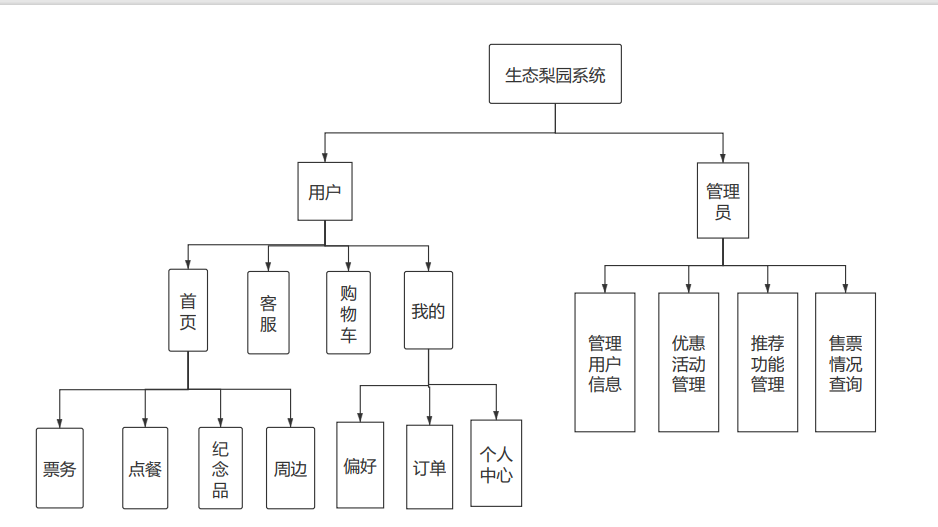 生态梨园系统
用户
管理
员
首
页
客
服
购
物
车
我的
管理
用户
信息
优惠
活动
管理
推荐
功能
管理
售票
情况
查询
票务
点餐
纪
念
品
周边
偏好
订单
个人
中心